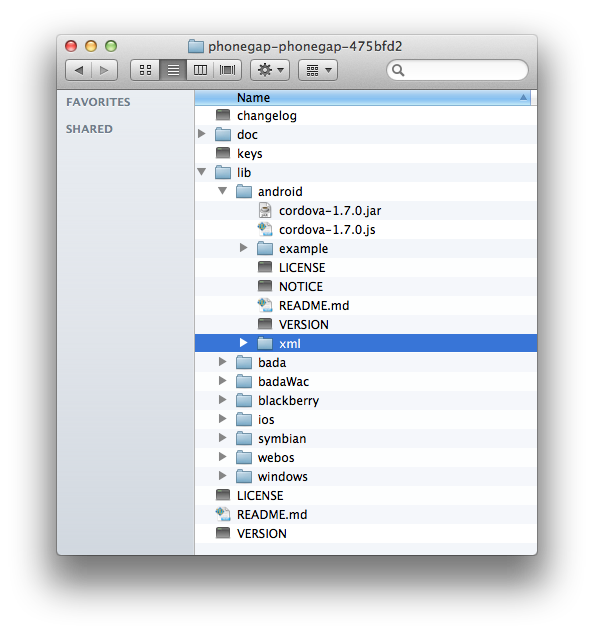 phonegap-phonegap-475bfd2
FAVORITES
SHARED
Name
changelog
doc
keys
lib
android
cordova-1.7.0.jar
cordova-1.7.0.js
example
LICENSE
NOTICE
README.md
VERSION
xml
bada
badaWac
blackberry
ios
symbian
webos
windows
LICENSE
README.md
VERSION